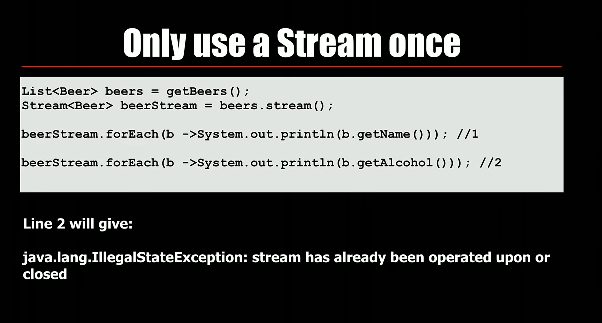 Only use a Stream once
List<Beer> beers = getBeers();
Stream<Beer> beerStream = beers.stream();
beerStream.forEach(b ->System.out.println(b.getName())); //1
beerStream.forEach(b ->System.out.println(b.getAlcohol())); //2
Line 2 will give:
java.lang.IllegalStateException: stream has already been operated upon or
closed